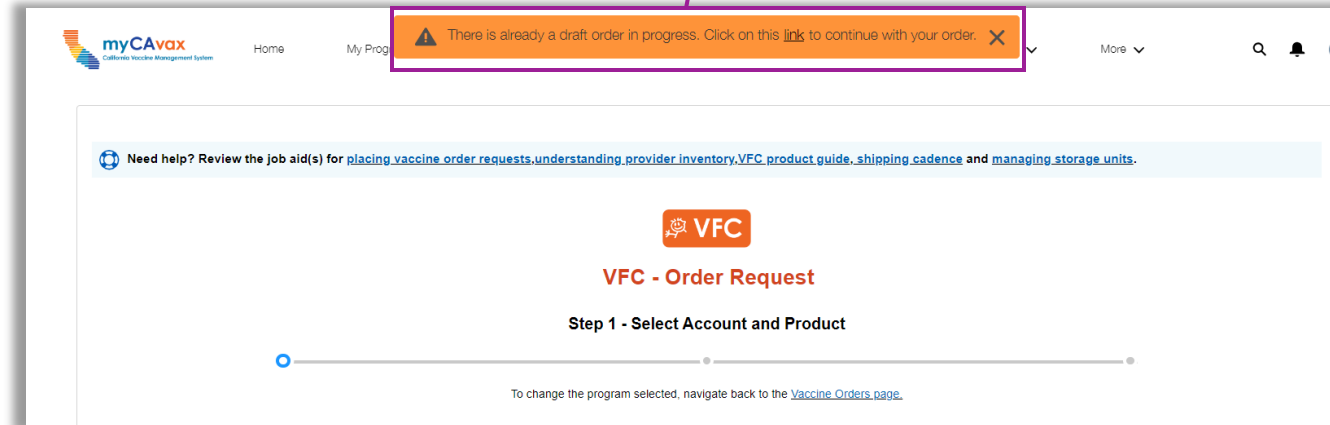 There is already a draft order in progress. Click on this link to continue with your order.
myCAvax
California Vaccine Management System
Home
My Prog
More
Need help? Review the job aid(s) for placing vaccine order requests,understanding provider inventory,VFC product guide, shipping cadence and managing storage units.
VFC
VFC - Order Request
Step 1 - Select Account and Product
To change the program selected, navigate back to the Vaccine Orders page.